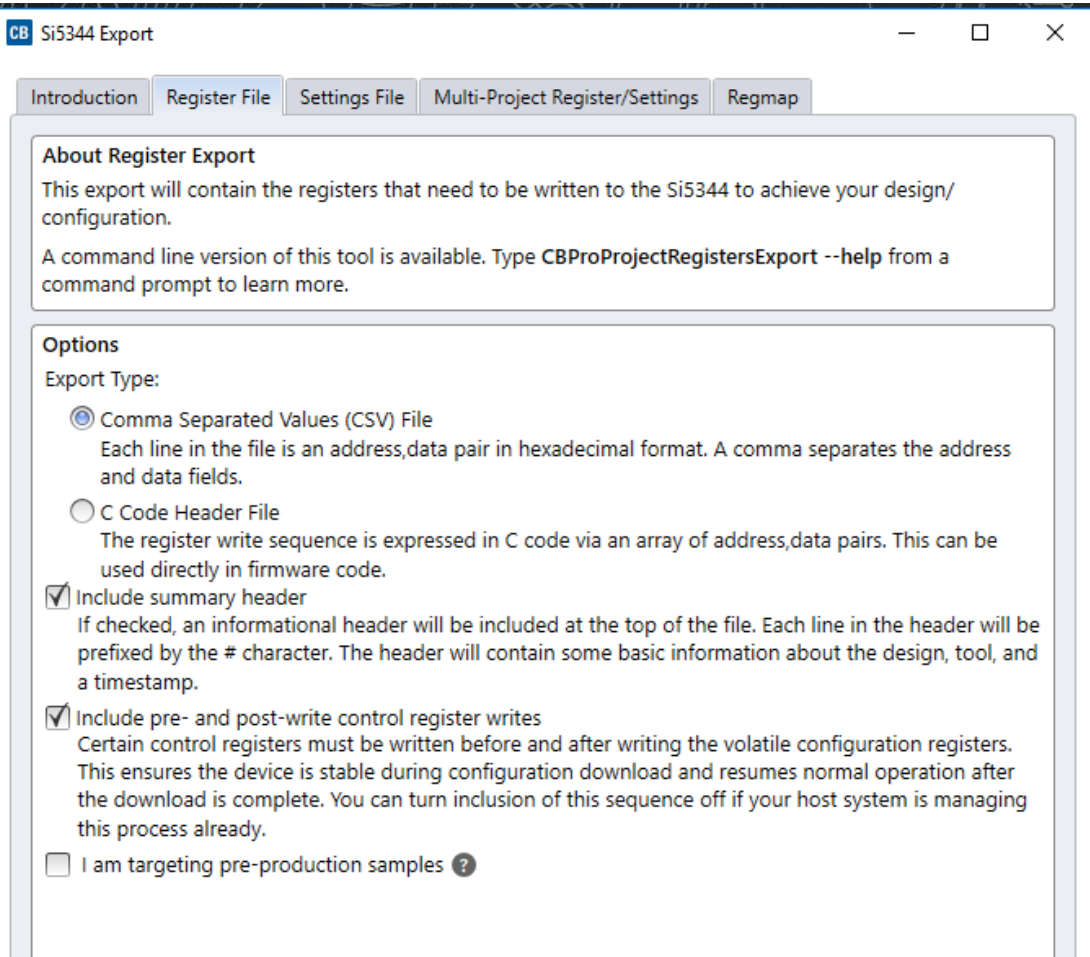 CB Si5344 Export
Introduction Register File Settings File Multi-Project Register/Settings Regmap
About Register Export
This export will contain the registers that need to be written to the Si5344 to achieve your design/
configuration.
A command line version of this tool is available. Type CBProProjectRegistersExport --help from a
command prompt to learn more.
Options
Export Type:
Comma Separated Values (CSV) File
Each line in the file is an address,data pair in hexadecimal format. A comma separates the address
and data fields.
C Code Header File
The register write sequence is expressed in C code via an array of address,data pairs. This can be
used directly in firmware code.
Include summary header
If checked, an informational header will be included at the top of the file. Each line in the header will be
prefixed by the # character. The header will contain some basic information about the design, tool, and
a timestamp.
Include pre- and post-write control register writes
Certain control registers must be written before and after writing the volatile configuration registers.
This ensures the device is stable during configuration download and resumes normal operation after
the download is complete. You can turn inclusion of this sequence off if your host system is managing
this process already.
I am targeting pre-production samples ?